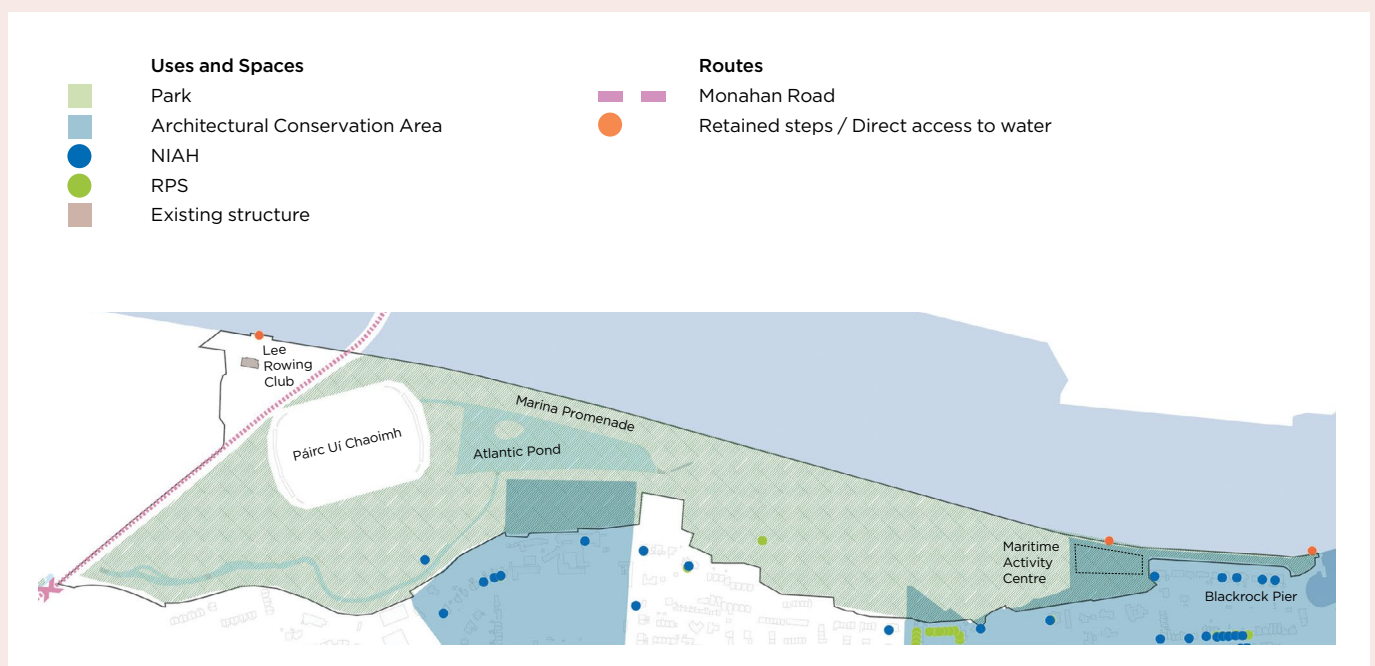 Uses and Spaces
Park
Architectural Conservation Area
NIAH
RPS
Existing structure
Routes
Monahan Road
Retained steps / Direct access to water
Lee
Rowing
Club
Páirc Uí Chaoimh
Marina Promenade
Atlantic Pond
Maritime
Activity
Centre
Blackrock Pier